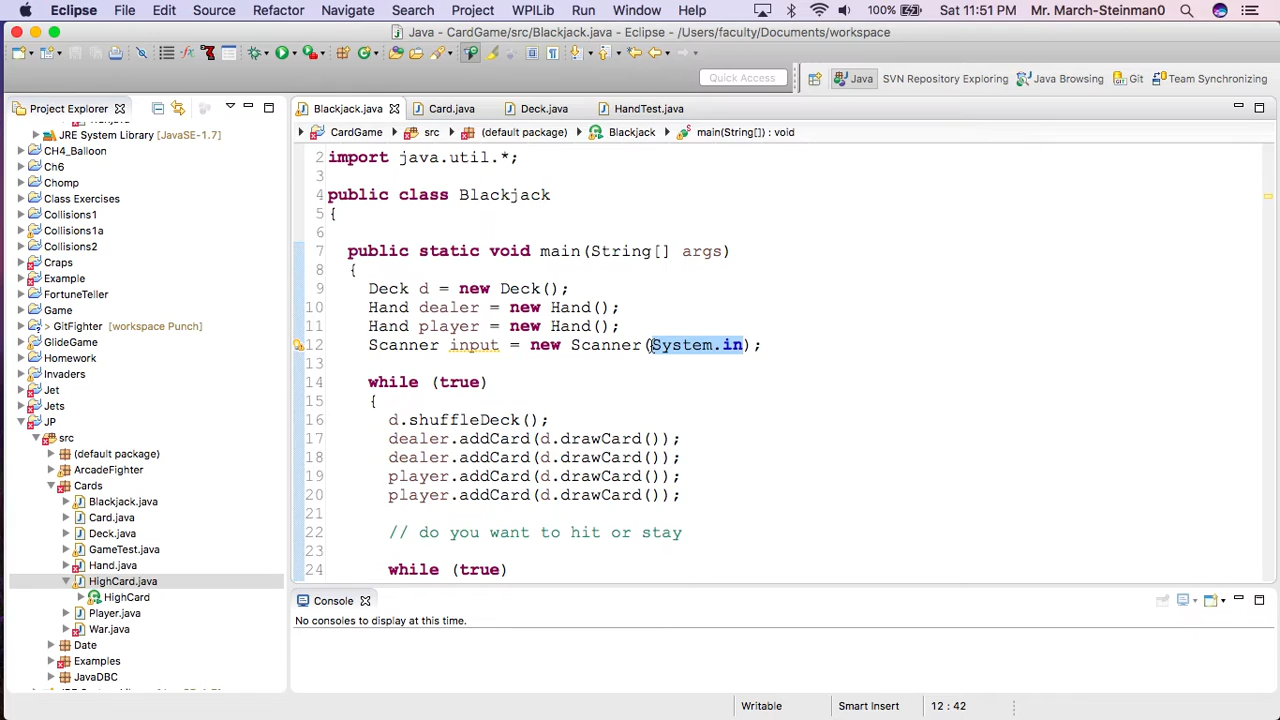 Eclipse File Edit Source Refactor Navigate Search Project WPILib Run Window Help 100% Sat 11:51 PM Mr. March-Steinman0
Java - CardGame/src/Blackjack.java - Eclipse - /Users/faculty/Documents/workspace
Quick Access Java SVN Repository Exploring Java Browsing Git Team Synchronizing
Project Explorer
JRE System Library [JavaSE-1.7]
CH4_Balloon
Ch6
Chomp
Class Exercises
Collisions1
Collisions1a
Collisions2
Craps
Example
FortuneTeller
Game
> GitFighter [workspace Punch]
GlideGame
Homework
Invaders
Jet
Jets
JP
src
(default package)
ArcadeFighter
Cards
Blackjack.java
Card.java
Deck.java
GameTest.java
Hand.java
HighCard.java
HighCard
Player.java
War.java
Date
Examples
JavaDBC
Blackjack.java Card.java Deck.java HandTest.java
CardGame src (default package) Blackjack main(String[]) : void
2 import java.util.*;
3
4 public class Blackjack
5 {
6
7 public static void main(String[] args)
8 {
9 Deck d = new Deck();
10 Hand dealer = new Hand();
11 Hand player = new Hand();
12 Scanner input = new Scanner(System.in);
13
14 while (true)
15 {
16 d.shuffleDeck();
17 dealer.addCard(d.drawCard());
18 dealer.addCard(d.drawCard());
19 player.addCard(d.drawCard());
20 player.addCard(d.drawCard());
21
22 // do you want to hit or stay
23
24 while (true)
Console
No consoles to display at this time.
Writable Smart Insert 12 : 42